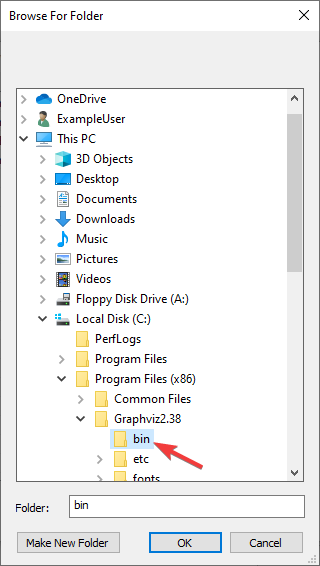 Browse For Folder
OneDrive
ExampleUser
This PC
3D Objects
Desktop
Documents
Downloads
Music
Pictures
Videos
Floppy Disk Drive (A:)
Local Disk (C:)
PerfLogs
Program Files
Program Files (x86)
Common Files
Graphviz2.38
bin
etc
fonts
Folder: bin
Make New Folder OK Cancel